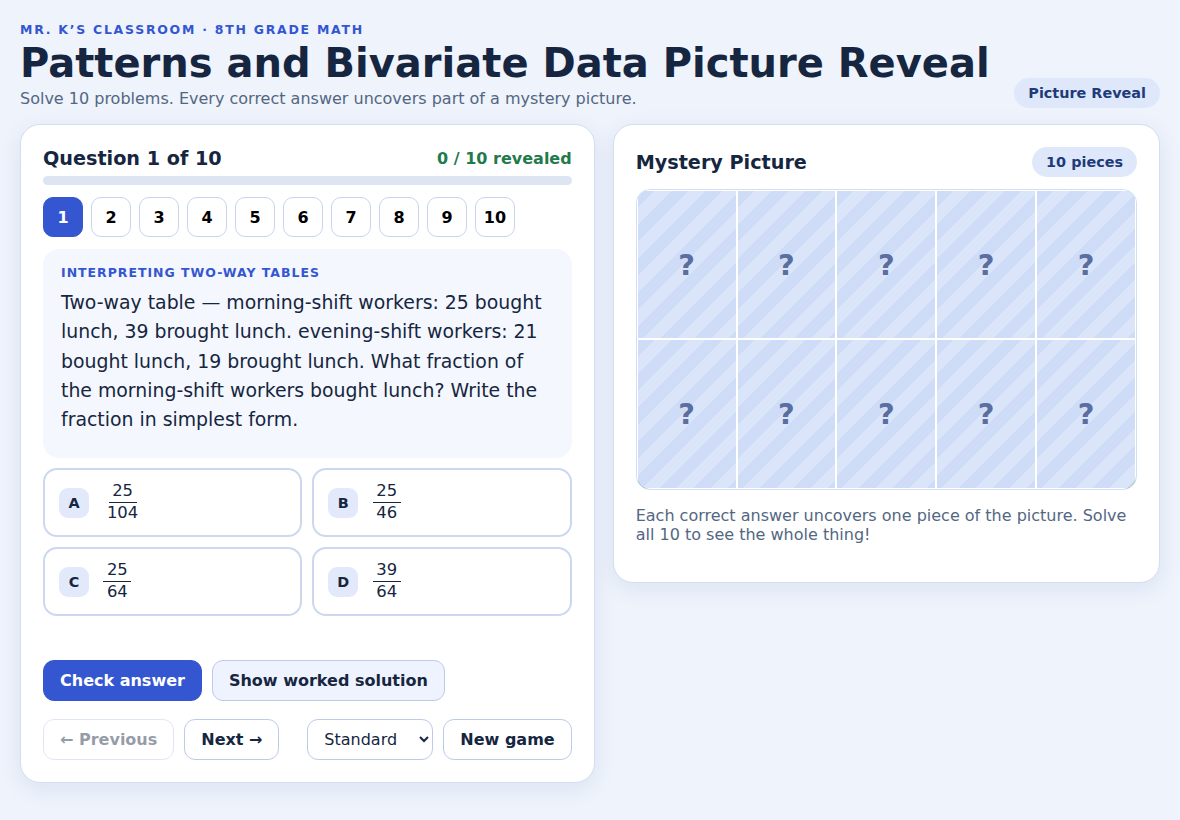 MR. K’S CLASSROOM · 8TH GRADE MATH
Patterns and Bivariate Data Picture Reveal
Solve 10 problems. Every correct answer uncovers part of a mystery picture.
Picture Reveal
Question 1 of 10
0 / 10 revealed
1 2 3 4 5 6 7 8 9 10
INTERPRETING TWO-WAY TABLES
Two-way table — morning-shift workers: 25 bought
lunch, 39 brought lunch. evening-shift workers: 21
bought lunch, 19 brought lunch. What fraction of
the morning-shift workers bought lunch? Write the
fraction in simplest form.
A 25/104
B 25/46
C 25/64
D 39/64
Check answer
Show worked solution
← Previous
Next →
Standard
New game
Mystery Picture
10 pieces
? ? ? ? ?
? ? ? ? ?
Each correct answer uncovers one piece of the picture. Solve
all 10 to see the whole thing!